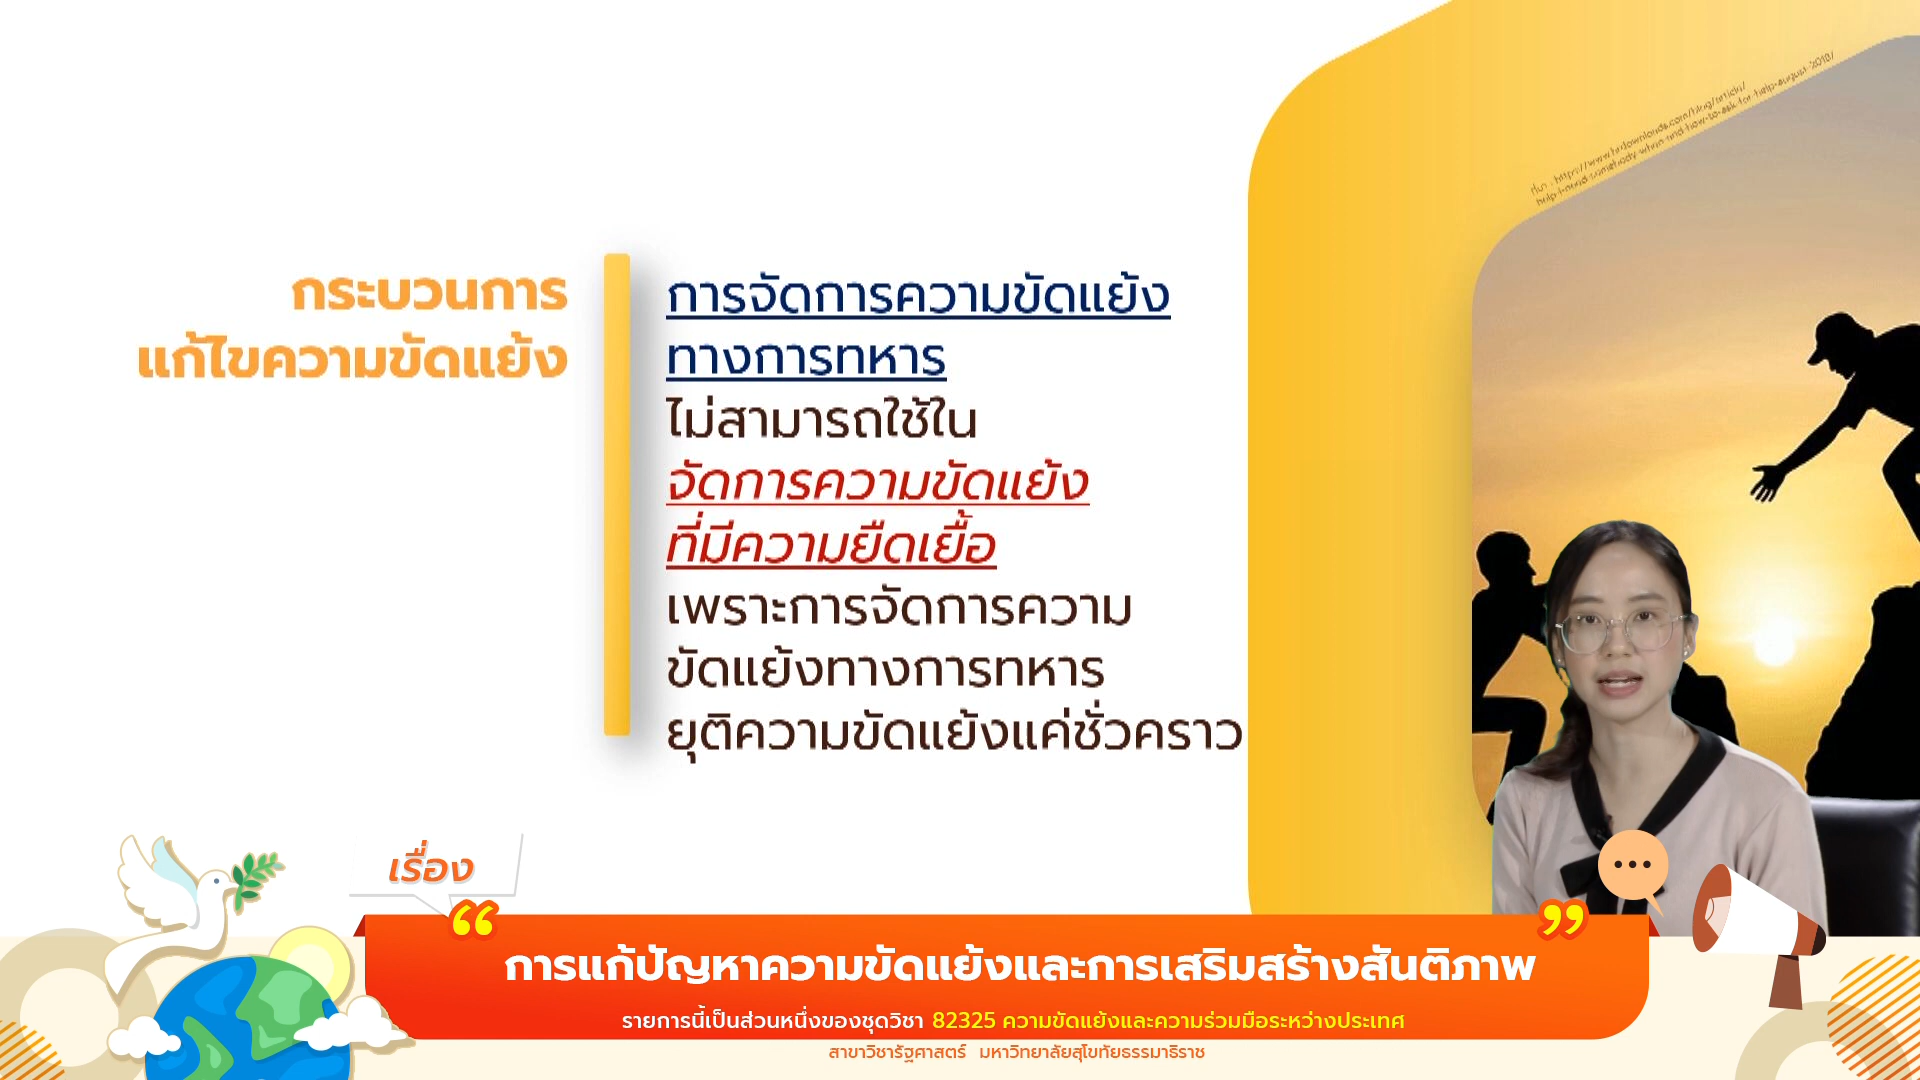 กระบวนการ
แก้ไขความขัดแย้ง
การจัดการความขัดแย้ง
ทางการทหาร
ไม่สามารถใช้ใน
จัดการความขัดแย้ง
ที่มีความยืดเยื้อ
เพราะการจัดการความ
ขัดแย้งทางการทหาร
ยุติความขัดแย้งแค่ชั่วคราว
เรื่อง
“การแก้ปัญหาความขัดแย้งและการเสริมสร้างสันติภาพ”
รายการนี้เป็นส่วนหนึ่งของชุดวิชา 82325 ความขัดแย้งและความร่วมมือระหว่างประเทศ
สาขาวิชารัฐศาสตร์ มหาวิทยาลัยสุโขทัยธรรมาธิราช